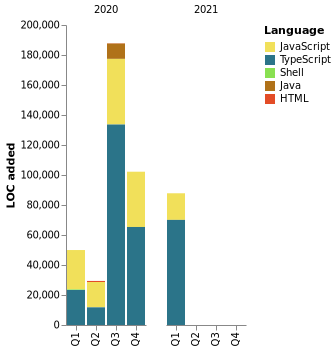 2020 2021
Language
JavaScript
TypeScript
Shell
Java
HTML
LOC added
200,000
180,000
160,000
140,000
120,000
100,000
80,000
60,000
40,000
20,000
0
Q1 Q2 Q3 Q4 Q1 Q2 Q3 Q4